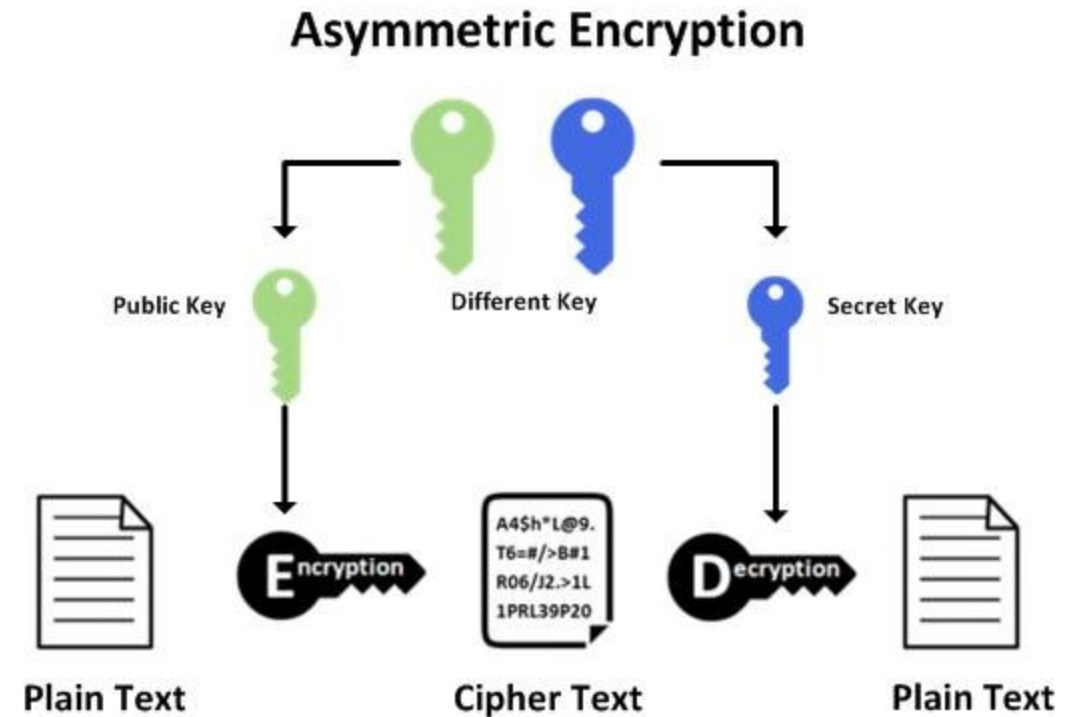 Asymmetric Encryption
Public Key
Different Key
Secret Key
Encryption
A4$h*L@9.
T6=#/>B#1
R06/J2.>1L
1PRL39P20
Decryption
Plain Text
Cipher Text
Plain Text